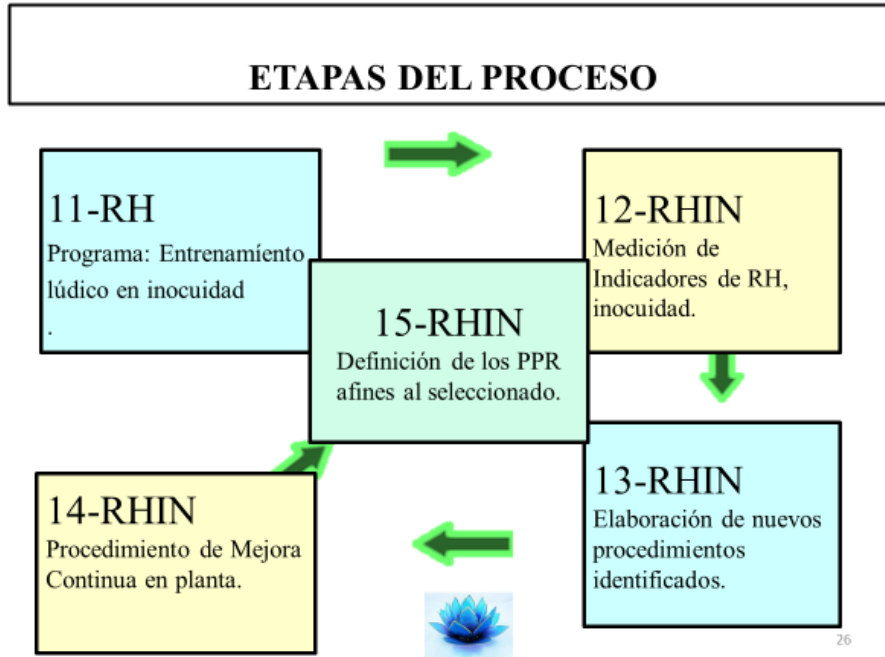 ETAPAS DEL PROCESO
11-RH
Programa: Entrenamíento
lúdico en inocuidad
.
12-RHIN
Medición de
Indicadores de RH,
inocuidad.
15-RHIN
Definición de los PPR
afines al seleccionado.
13-RHIN
Elaboración de nuevos
procedimientos
identificados.
14-RHIN
Procedimiento de Mejora
Continua en planta.
26